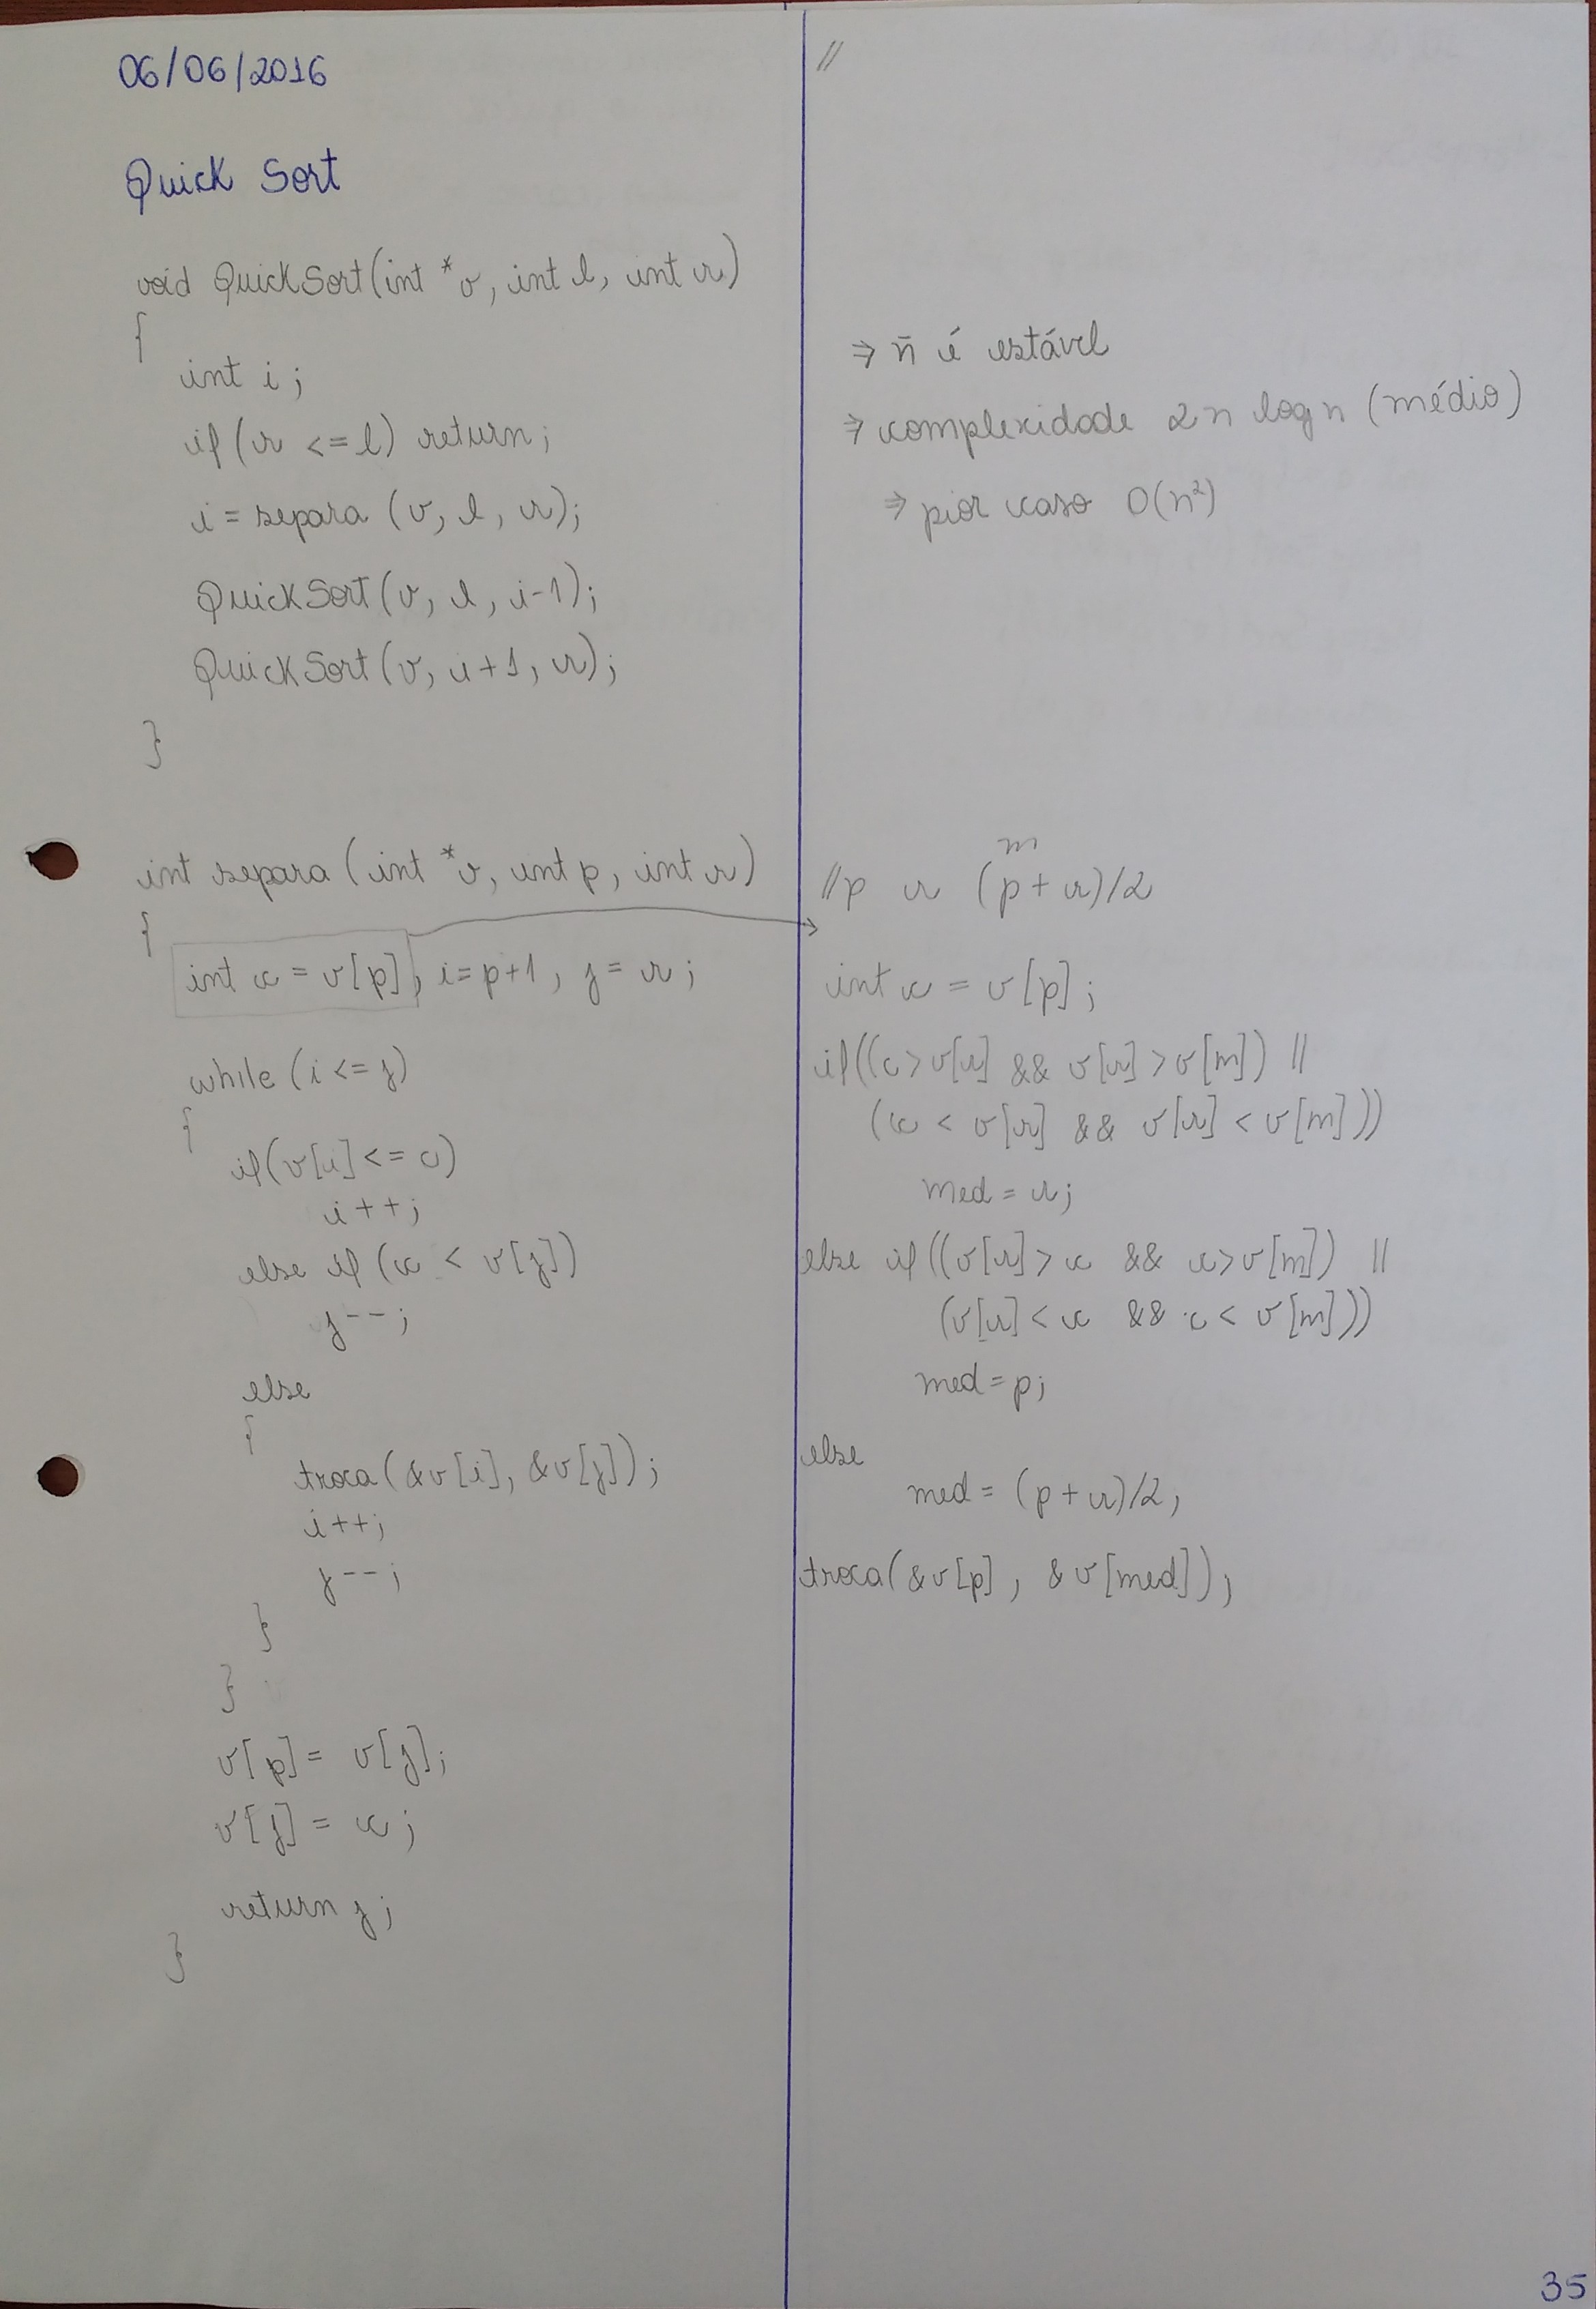 06/06/2016
Quick Sort
void QuickSort(int *v, int l, int r)
{
int i;
if(r <= l) return;
i = separa (v, l, r);
QuickSort(v, l, i-1);
QuickSort(v, i+1, r);
}
int separa (int *v, int p, int r)
{
int c = v[p], i=p+1, j=r;
while (i <= j)
{
if(v[i] <= c)
i++;
else if (c < v[j])
j--;
else
{
troca(&v[i], &v[j]);
i++;
j--;
}
}
v[p] = v[j];
v[j] = c;
return j;
}
//
⇒ ñ é estável
⇒ complexidade 2n log n (médio)
⇒ pior caso O(n²)
m
//p r (p+r)/2
int c = v[p];
if((c>v[r] && v[r]>v[m]) ||
(c < v[r] && v[r] < v[m]))
med = r;
else if((v[r]>c && c>v[m]) ||
(v[r]<c && c < v[m]))
med = p;
else
med = (p+r)/2;
troca(&v[p], &v[med]);
35